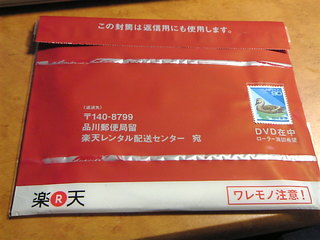 この封筒は返信用にも使用します。
(返送先)
〒140-8799
品川郵便局留
楽天レンタル配送センター 宛
80
DVD在中
ローラー消印希望
楽R天
ワレモノ注意!